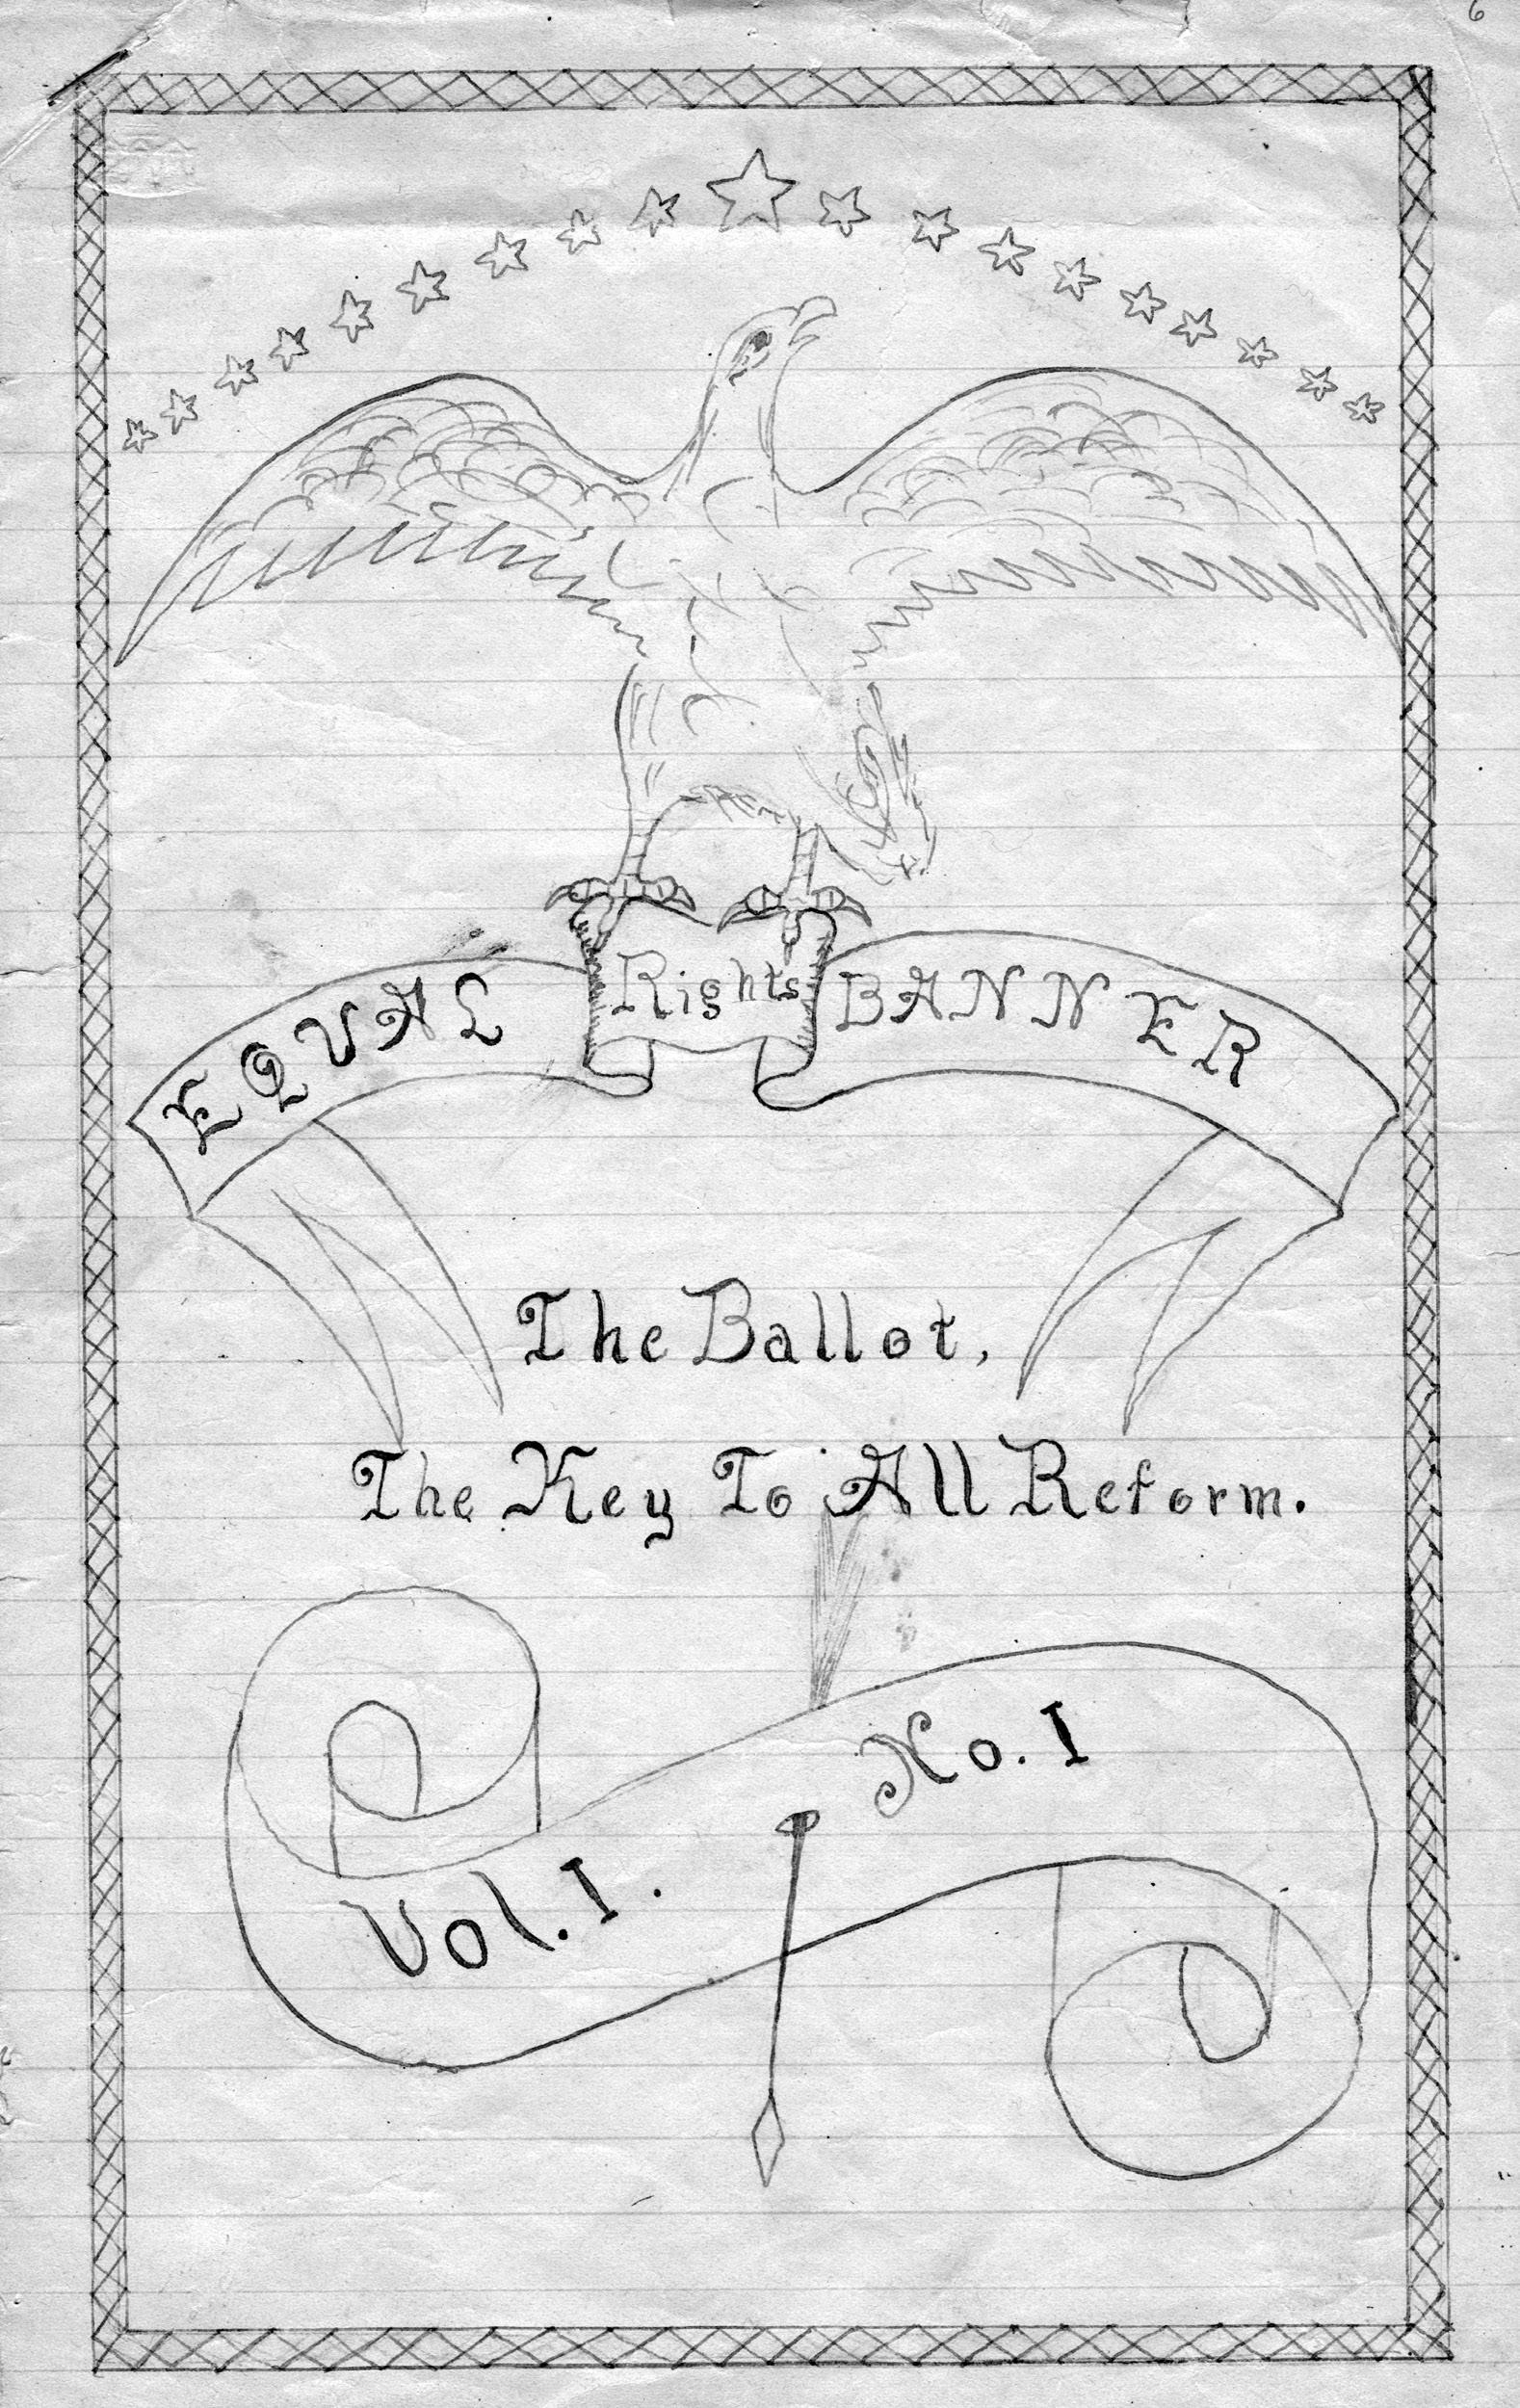 6
EQUAL Rights BANNER
The Ballot,
The Key To All Reform.
Vol. I. No. I